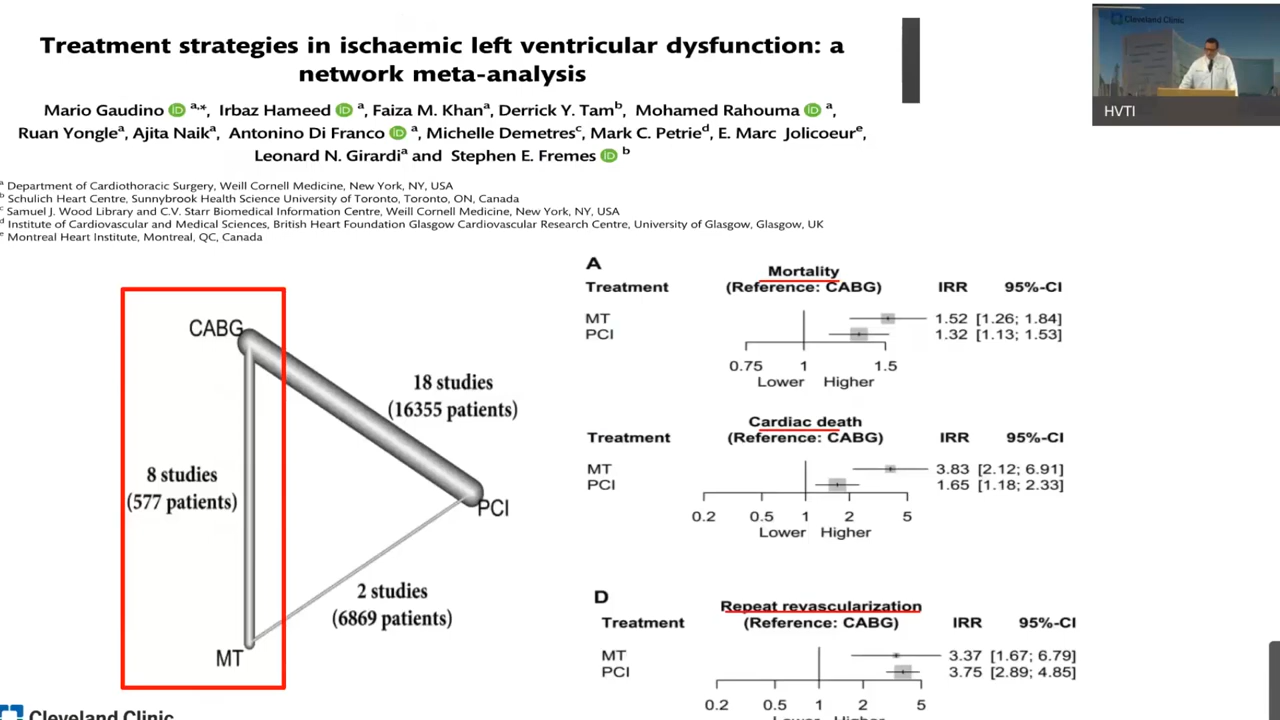 Treatment strategies in ischaemic left ventricular dysfunction: a
network meta-analysis
Mario Gaudino iD a,*, Irbaz Hameed iD a, Faiza M. Khan a, Derrick Y. Tam b, Mohamed Rahouma iD a,
Ruan Yongle a, Ajita Naik a, Antonino Di Franco iD a, Michelle Demetres c, Mark C. Petrie d, E. Marc Jolicoeur e,
Leonard N. Girardi a and Stephen E. Fremes iD b
a Department of Cardiothoracic Surgery, Weill Cornell Medicine, New York, NY, USA
b Schulich Heart Centre, Sunnybrook Health Science University of Toronto, Toronto, ON, Canada
c Samuel J. Wood Library and C.V. Starr Biomedical Information Centre, Weill Cornell Medicine, New York, NY, USA
d Institute of Cardiovascular and Medical Sciences, British Heart Foundation Glasgow Cardiovascular Research Centre, University of Glasgow, Glasgow, UK
e Montreal Heart Institute, Montreal, QC, Canada
Cleveland Clinic
HVTI
CABG
18 studies
(16355 patients)
8 studies
(577 patients)
PCI
2 studies
(6869 patients)
MT
A
Mortality
Treatment (Reference: CABG) IRR 95%-CI
MT 1.52 [1.26; 1.84]
PCI 1.32 [1.13; 1.53]
0.75 1 1.5
Lower Higher
Cardiac death
Treatment (Reference: CABG) IRR 95%-CI
MT 3.83 [2.12; 6.91]
PCI 1.65 [1.18; 2.33]
0.2 0.5 1 2 5
Lower Higher
D
Repeat revascularization
Treatment (Reference: CABG) IRR 95%-CI
MT 3.37 [1.67; 6.79]
PCI 3.75 [2.89; 4.85]
0.2 0.5 1 2 5
Lower Higher
Cleveland Clinic